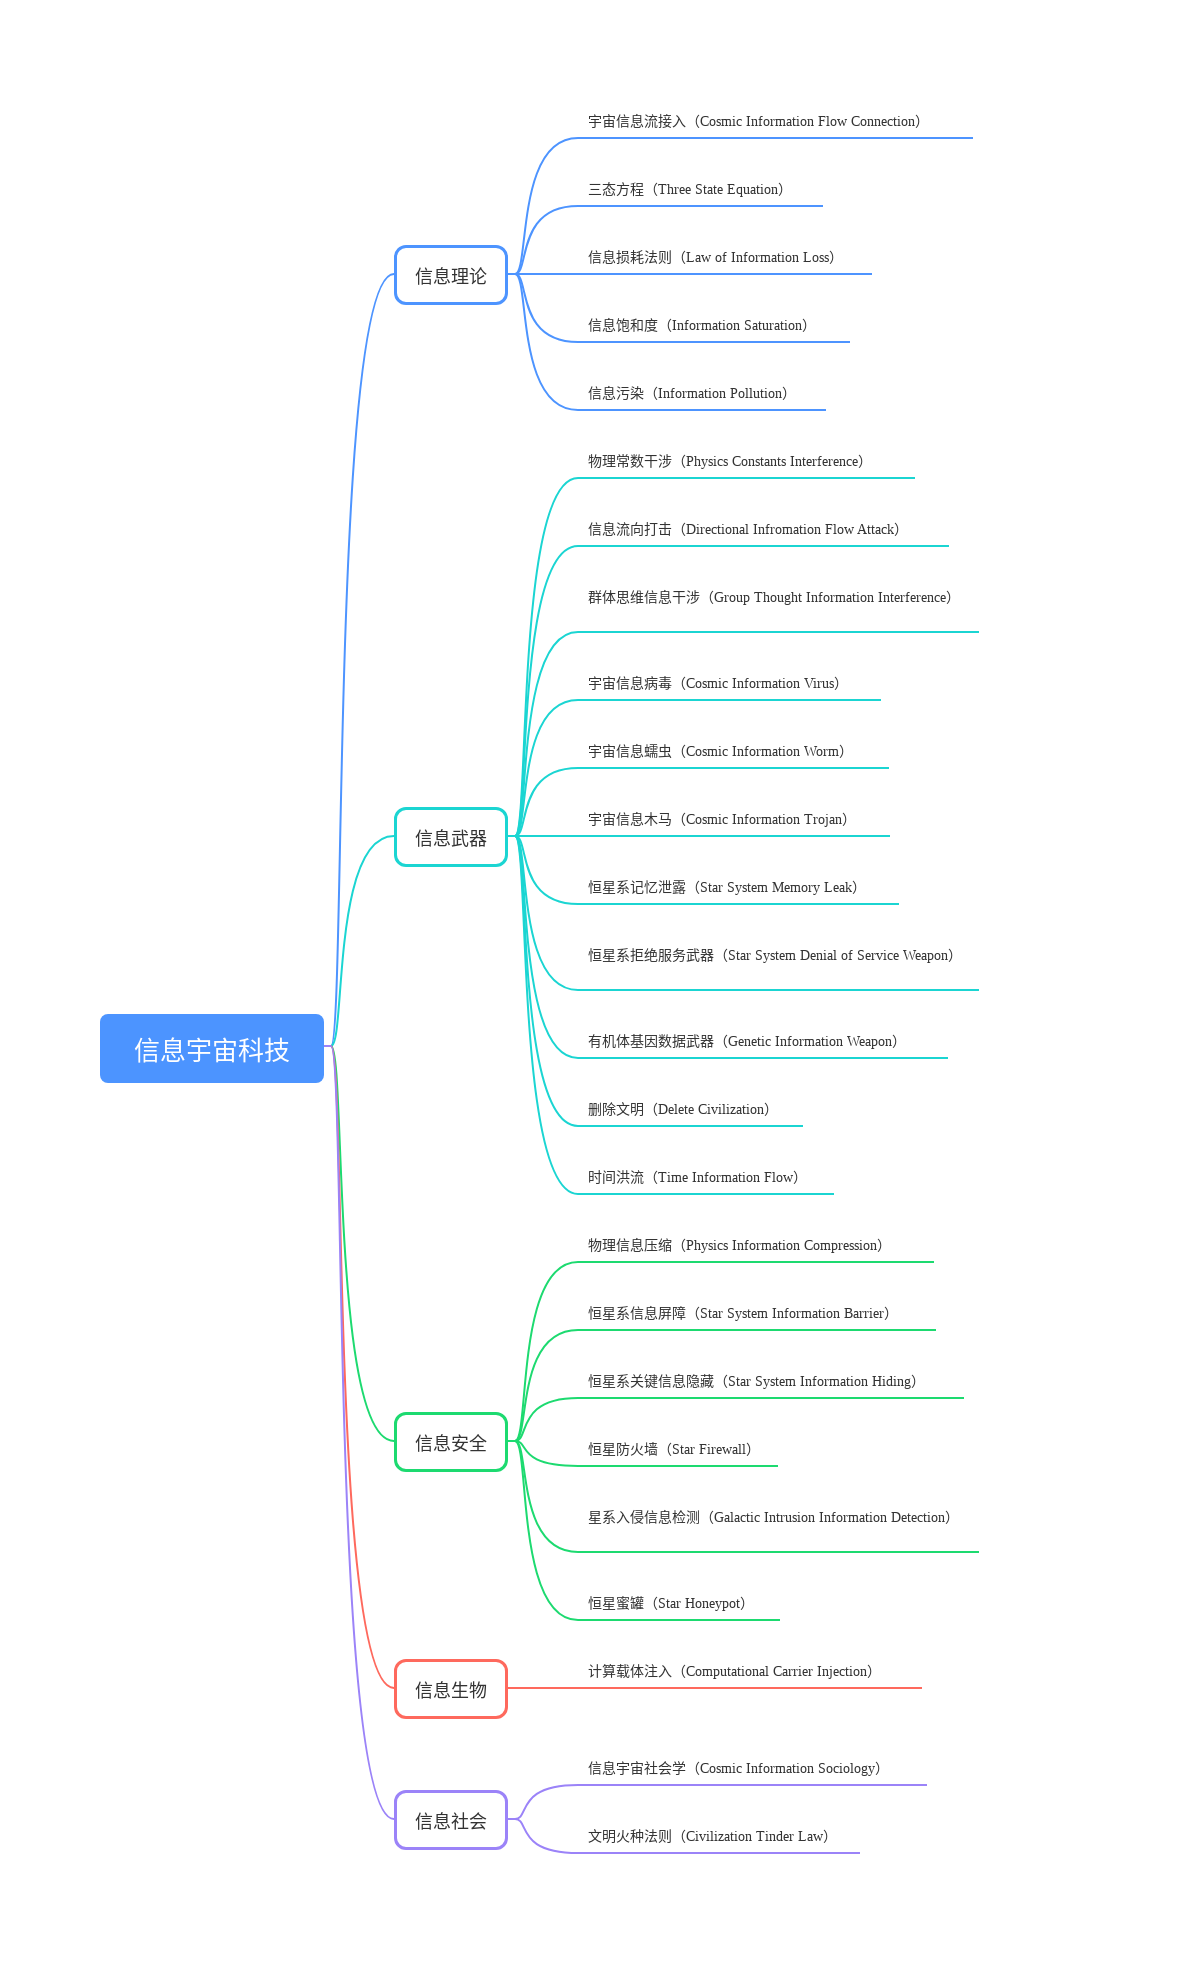 信息宇宙科技
信息理论
宇宙信息流接入（Cosmic Information Flow Connection）
三态方程（Three State Equation）
信息损耗法则（Law of Information Loss）
信息饱和度（Information Saturation）
信息污染（Information Pollution）
信息武器
物理常数干涉（Physics Constants Interference）
信息流向打击（Directional Infromation Flow Attack）
群体思维信息干涉（Group Thought Information Interference）
宇宙信息病毒（Cosmic Information Virus）
宇宙信息蠕虫（Cosmic Information Worm）
宇宙信息木马（Cosmic Information Trojan）
恒星系记忆泄露（Star System Memory Leak）
恒星系拒绝服务武器（Star System Denial of Service Weapon）
有机体基因数据武器（Genetic Information Weapon）
删除文明（Delete Civilization）
时间洪流（Time Information Flow）
信息安全
物理信息压缩（Physics Information Compression）
恒星系信息屏障（Star System Information Barrier）
恒星系关键信息隐藏（Star System Information Hiding）
恒星防火墙（Star Firewall）
星系入侵信息检测（Galactic Intrusion Information Detection）
恒星蜜罐（Star Honeypot）
信息生物
计算载体注入（Computational Carrier Injection）
信息社会
信息宇宙社会学（Cosmic Information Sociology）
文明火种法则（Civilization Tinder Law）